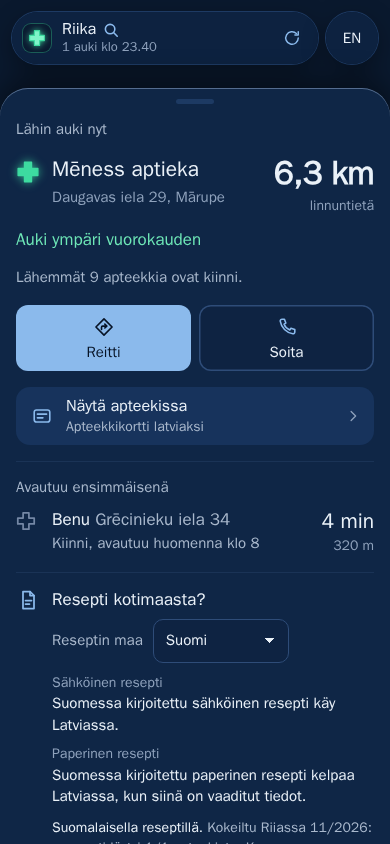 Riika
1 auki klo 23.40
EN
Lähin auki nyt
Mēness aptieka
6,3 km
Daugavas iela 29, Mārupe
linnuntietä
Auki ympäri vuorokauden
Lähemmät 9 apteekkia ovat kiinni.
Reitti
Soita
Näytä apteekissa
Apteekkikortti latviaksi
Avautuu ensimmäisenä
Benu Grēcinieku iela 34
4 min
Kiinni, avautuu huomenna klo 8
320 m
Resepti kotimaasta?
Reseptin maa
Suomi
Sähköinen resepti
Suomessa kirjoitettu sähköinen resepti käy
Latviassa.
Paperinen resepti
Suomessa kirjoitettu paperinen resepti kelpaa
Latviassa, kun siinä on vaaditut tiedot.
Suomalaisella reseptillä. Kokeiltu Riiassa 11/2026: